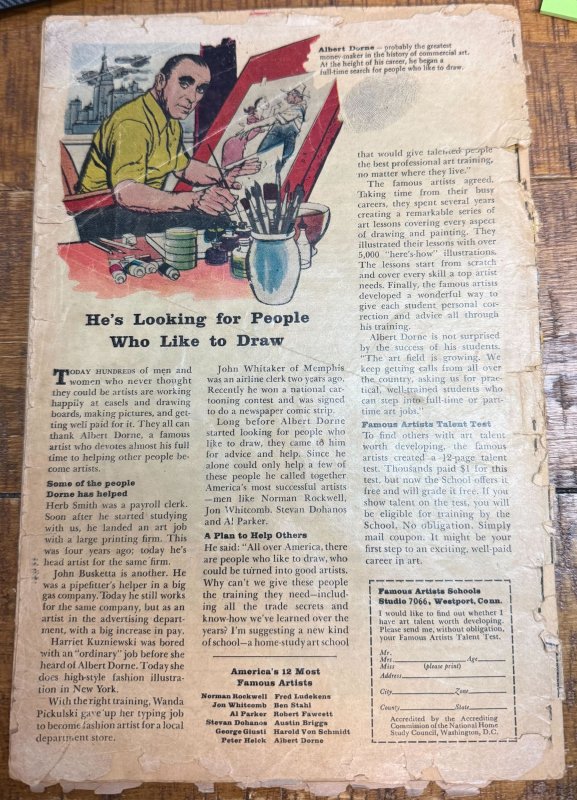 Albert Dorne – probably the greatest
money-maker in the history of commercial art.
At the height of his career, he began a
full-time search for people who like to draw.
He's Looking for People
Who Like to Draw
TODAY HUNDREDS of men and
women who never thought
they could be artists are working
happily at easels and drawing
boards, making pictures, and get-
ting well paid for it. They all can
thank Albert Dorne, a famous
artist who devotes almost his full
time to helping other people be-
come artists.
Some of the people
Dorne has helped
Herb Smith was a payroll clerk.
Soon after he started studying
with us, he landed an art job
with a large printing firm. This
was four years ago; today he's
head artist for the same firm.
John Busketta is another. He
was a pipefitter's helper in a big
gas company. Today he still works
for the same company, but as an
artist in the advertising depart-
ment, with a big increase in pay.
Harriet Kuzniewski was bored
with an "ordinary" job before she
heard of Albert Dorne. Today she
does high-style fashion illustra-
tion in New York.
With the right training, Wanda
Pickulski gave up her typing job
to become fashion artist for a local
department store.
John Whitaker of Memphis
was an airline clerk two years ago.
Recently he won a national car-
tooning contest and was signed
to do a newspaper comic strip.
Long before Albert Dorne
started looking for people who
like to draw, they came to him
for advice and help. Since he
alone could only help a few of
these people he called together
America's most successful artists
—men like Norman Rockwell,
Jon Whitcomb, Stevan Dohanos
and Al Parker.
A Plan to Help Others
He said: "All over America, there
are people who like to draw, who
could be turned into good artists.
Why can't we give these people
the training they need—includ-
ing all the trade secrets and
know-how we've learned over the
years? I'm suggesting a new kind
of school—a home-study art school
America's 12 Most
Famous Artists
Norman Rockwell Fred Ludekens
Jon Whitcomb Ben Stahl
Al Parker Robert Fawcett
Stevan Dohanos Austin Briggs
George Giusti Harold Von Schmidt
Peter Helck Albert Dorne
that would give talented people
the best professional art training,
no matter where they live."
The famous artists agreed.
Taking time from their busy
careers, they spent several years
creating a remarkable series of
art lessons covering every aspect
of drawing and painting. They
illustrated their lessons with over
5,000 "here's-how" illustrations.
The lessons start from scratch
and cover every skill a top artist
needs. Finally, the famous artists
developed a wonderful way to
give each student personal cor-
rection and advice all through
his training.
Albert Dorne is not surprised
by the success of his students.
"The art field is growing. We
keep getting calls from all over
the country, asking us for prac-
tical, well-trained students who
can step into full-time or part-
time art jobs."
Famous Artists Talent Test
To find others with art talent
worth developing, the famous
artists created a 12-page talent
test. Thousands paid $1 for this
test, but now the School offers it
free and will grade it free. If you
show talent on the test, you will
be eligible for training by the
School. No obligation. Simply
mail coupon. It might be your
first step to an exciting, well-paid
career in art.
Famous Artists Schools
Studio 7066, Westport, Conn.
I would like to find out whether I
have art talent worth developing.
Please send me, without obligation,
your Famous Artists Talent Test.
Mr.
Mrs. Age
Miss (please print)
Address
City Zone
County State
Accredited by the Accrediting
Commission of the National Home
Study Council, Washington, D.C.